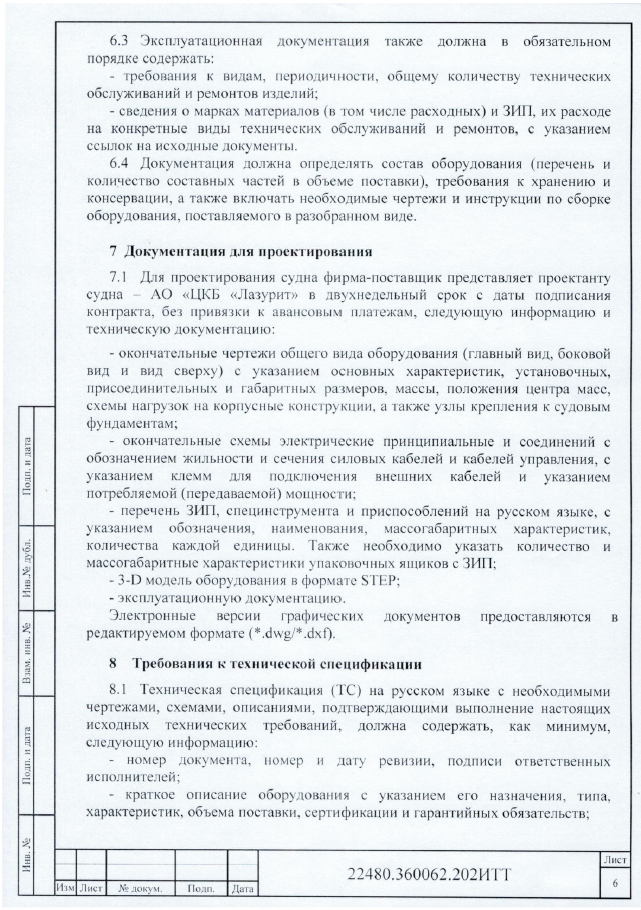 6.3 Эксплуатационная документация также должна в обязательном
порядке содержать:
- требования к видам, периодичности, общему количеству технических
обслуживаний и ремонтов изделий;
- сведения о марках материалов (в том числе расходных) и ЗИП, их расходе
на конкретные виды технических обслуживаний и ремонтов, с указанием
ссылок на исходные документы.
6.4 Документация должна определять состав оборудования (перечень и
количество составных частей в объеме поставки), требования к хранению и
консервации, а также включать необходимые чертежи и инструкции по сборке
оборудования, поставляемого в разобранном виде.
7 Документация для проектирования
7.1 Для проектирования судна фирма-поставщик представляет проектанту
судна – АО «ЦКБ «Лазурит» в двухнедельный срок с даты подписания
контракта, без привязки к авансовым платежам, следующую информацию и
техническую документацию:
- окончательные чертежи общего вида оборудования (главный вид, боковой
вид и вид сверху) с указанием основных характеристик, установочных,
присоединительных и габаритных размеров, массы, положения центра масс,
схемы нагрузок на корпусные конструкции, а также узлы крепления к судовым
фундаментам;
- окончательные схемы электрические принципиальные и соединений с
обозначением жильности и сечения силовых кабелей и кабелей управления, с
указанием клемм для подключения внешних кабелей и указанием
потребляемой (передаваемой) мощности;
- перечень ЗИП, специнструмента и приспособлений на русском языке, с
указанием обозначения, наименования, массогабаритных характеристик,
количества каждой единицы. Также необходимо указать количество и
массогабаритные характеристики упаковочных ящиков с ЗИП;
- 3-D модель оборудования в формате STEP;
- эксплуатационную документацию.
Электронные версии графических документов предоставляются в
редактируемом формате (*.dwg/*.dxf).
8 Требования к технической спецификации
8.1 Техническая спецификация (ТС) на русском языке с необходимыми
чертежами, схемами, описаниями, подтверждающими выполнение настоящих
исходных технических требований, должна содержать, как минимум,
следующую информацию:
- номер документа, номер и дату ревизии, подписи ответственных
исполнителей;
- краткое описание оборудования с указанием его назначения, типа,
характеристик, объема поставки, сертификации и гарантийных обязательств;
Подп. и дата
Инв.№ дубл.
Взам. инв. №
Подп. и дата
Инв. №
Изм Лист № докум. Подп. Дата
22480.360062.202ИТТ
Лист
6